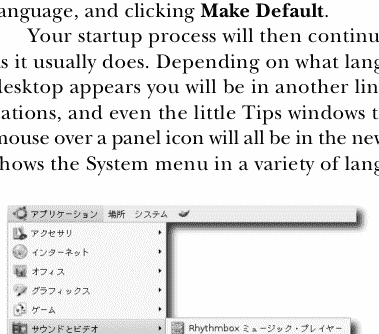 anguage, and clicking Make Default.
Your startup process will then continu
s it usually does. Depending on what lang
desktop appears you will be in another lin
ations, and even the little Tips windows t
mouse over a panel icon will all be in the new
hows the System menu in a variety of lang
アプリケーション 場所 システム
アクセサリ
インターネット
オフィス
グラフィックス
ゲーム
サウンドとビデオ
Rhythmbox ミュージック・プレイヤー